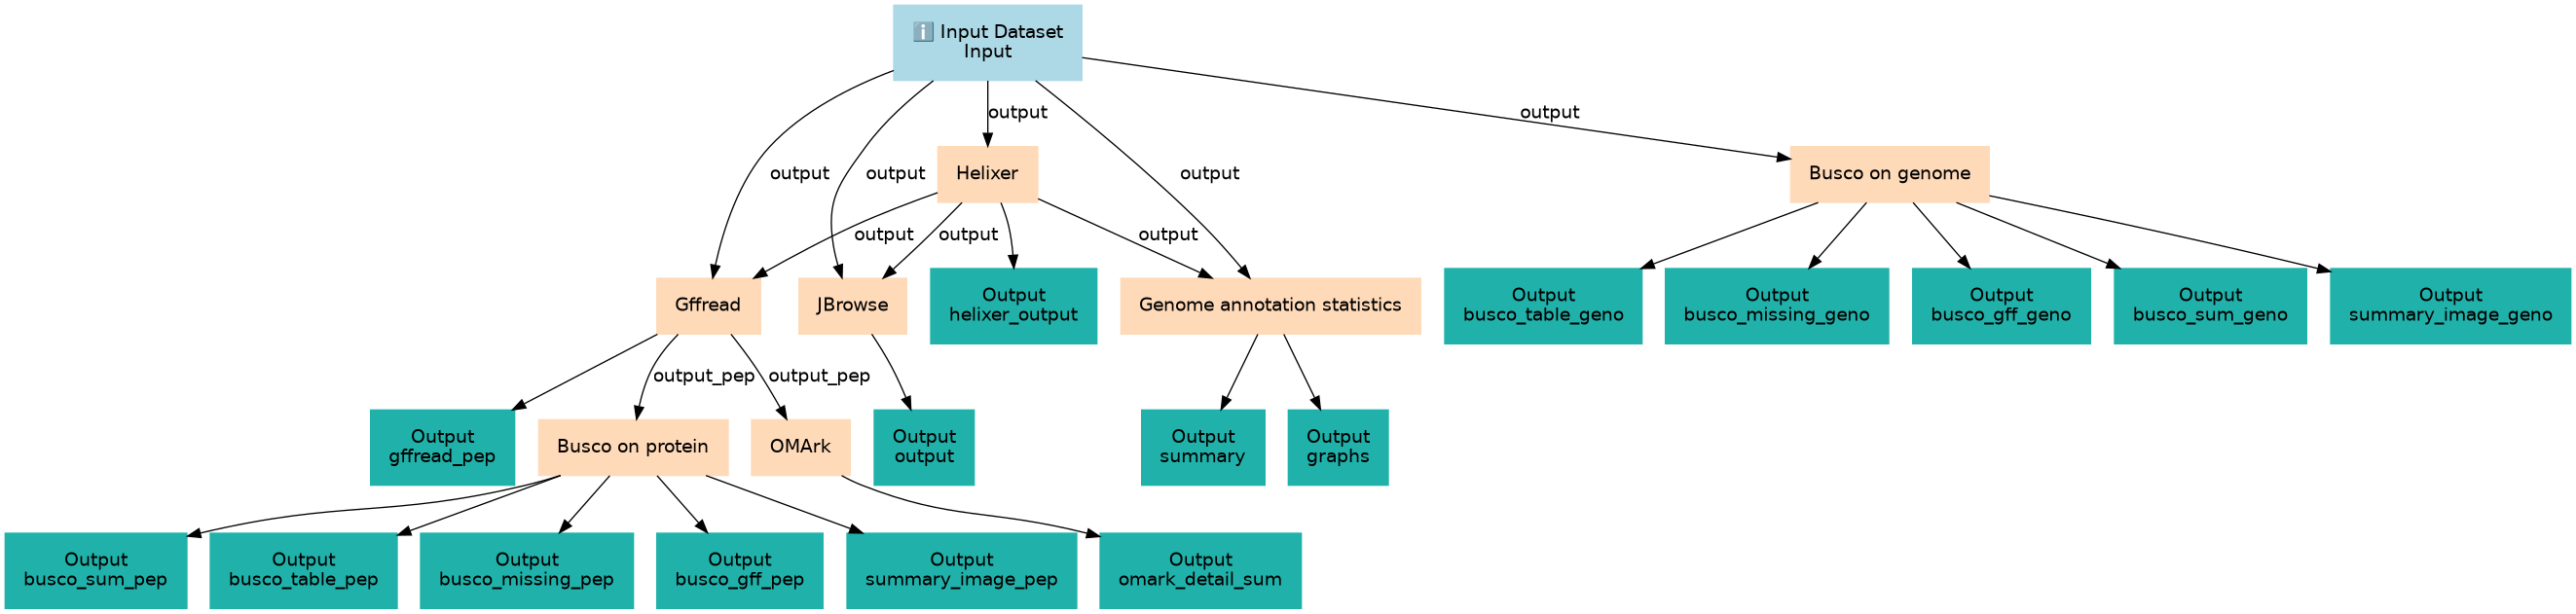 ℹ️ Input Dataset
Input
output
output
output
output
output
Helixer
Busco on genome
output
output
output
Gffread
JBrowse
Output
helixer_output
Genome annotation statistics
Output
busco_table_geno
Output
busco_missing_geno
Output
busco_gff_geno
Output
busco_sum_geno
Output
summary_image_geno
output_pep
output_pep
Output
gffread_pep
Busco on protein
OMArk
Output
output
Output
summary
Output
graphs
Output
busco_sum_pep
Output
busco_table_pep
Output
busco_missing_pep
Output
busco_gff_pep
Output
summary_image_pep
Output
omark_detail_sum